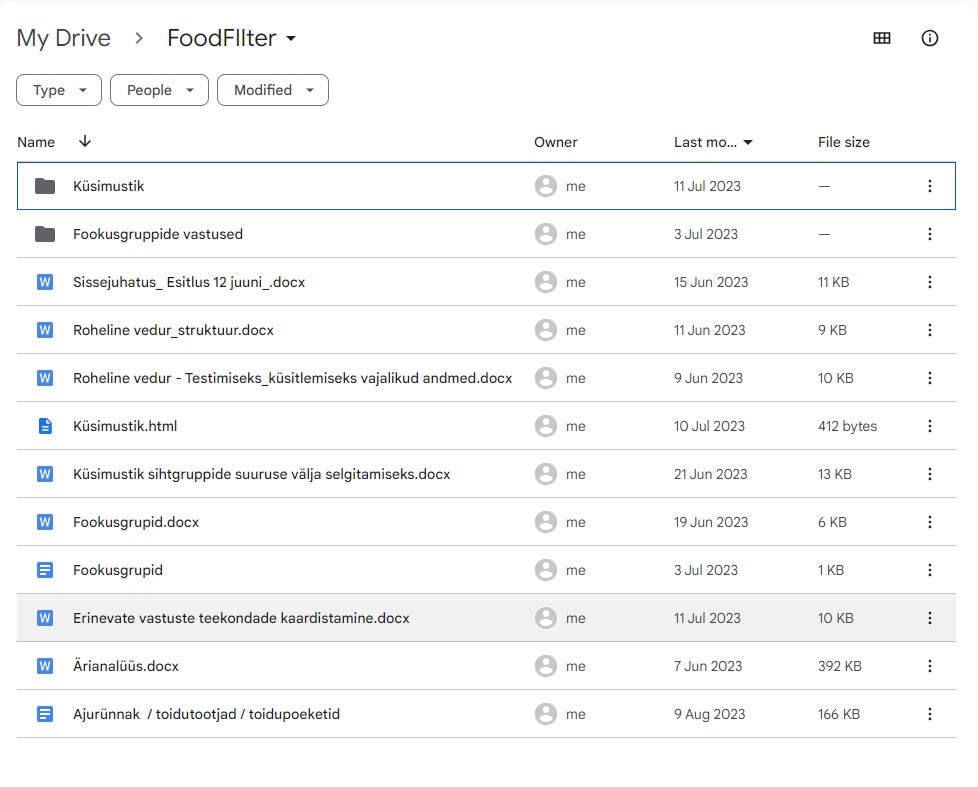 My Drive > FoodFIlter
Type People Modified
Name Owner Last mo... File size
Küsimustik me 11 Jul 2023 —
Fookusgruppide vastused me 3 Jul 2023 —
W Sissejuhatus_ Esitlus 12 juuni_.docx me 15 Jun 2023 11 KB
W Roheline vedur_struktuur.docx me 11 Jun 2023 9 KB
W Roheline vedur - Testimiseks_küsitlemiseks vajalikud andmed.docx me 9 Jun 2023 10 KB
Küsimustik.html me 10 Jul 2023 412 bytes
W Küsimustik sihtgruppide suuruse välja selgitamiseks.docx me 21 Jun 2023 13 KB
W Fookusgrupid.docx me 19 Jun 2023 6 KB
Fookusgrupid me 3 Jul 2023 1 KB
W Erinevate vastuste teekondade kaardistamine.docx me 11 Jul 2023 10 KB
W Ärianalüüs.docx me 7 Jun 2023 392 KB
Ajurünnak / toidutootjad / toidupoeketid me 9 Aug 2023 166 KB